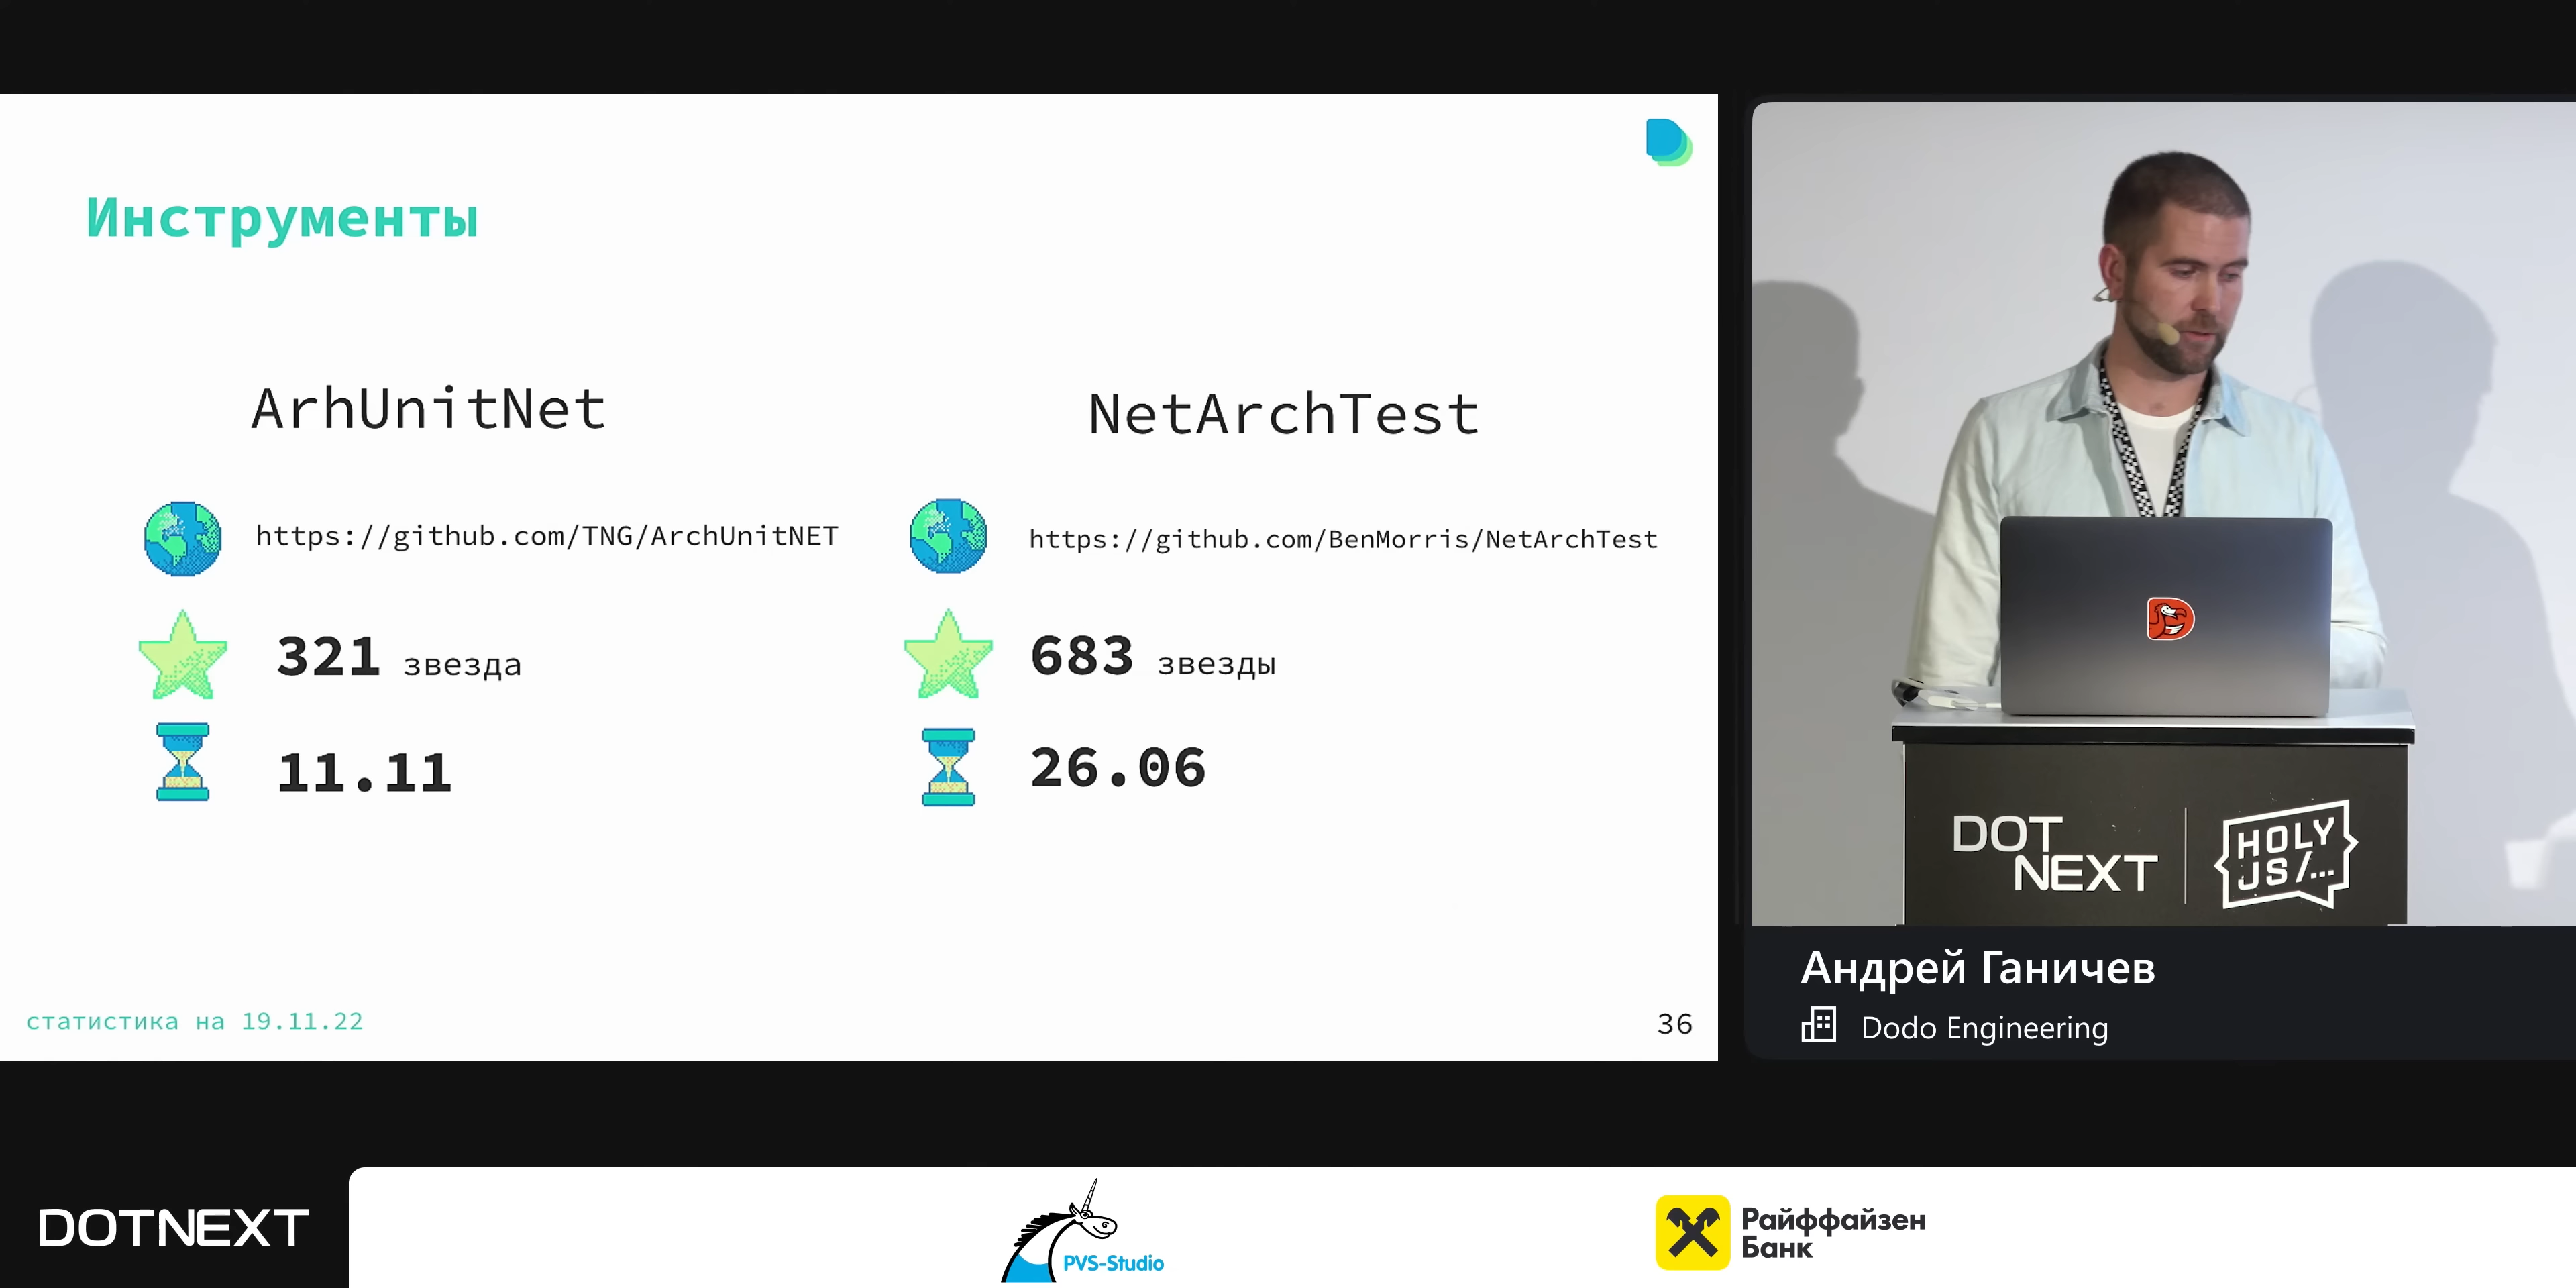 Инструменты
ArhUnitNet
https://github.com/TNG/ArchUnitNET
321 звезда
11.11
NetArchTest
https://github.com/BenMorris/NetArchTest
683 звезды
26.06
статистика на 19.11.22
36
DOT
NEXT
HOLY
JS/...
Андрей Ганичев
Dodo Engineering
DOTNEXT
PVS-Studio
Райффайзен
Банк